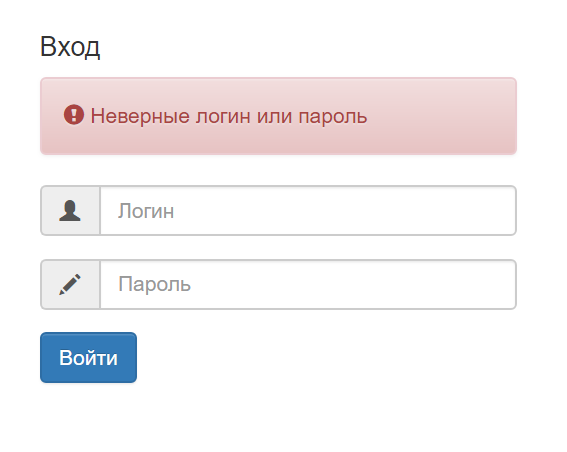 Вход
Неверные логин или пароль
Логин
Пароль
Войти